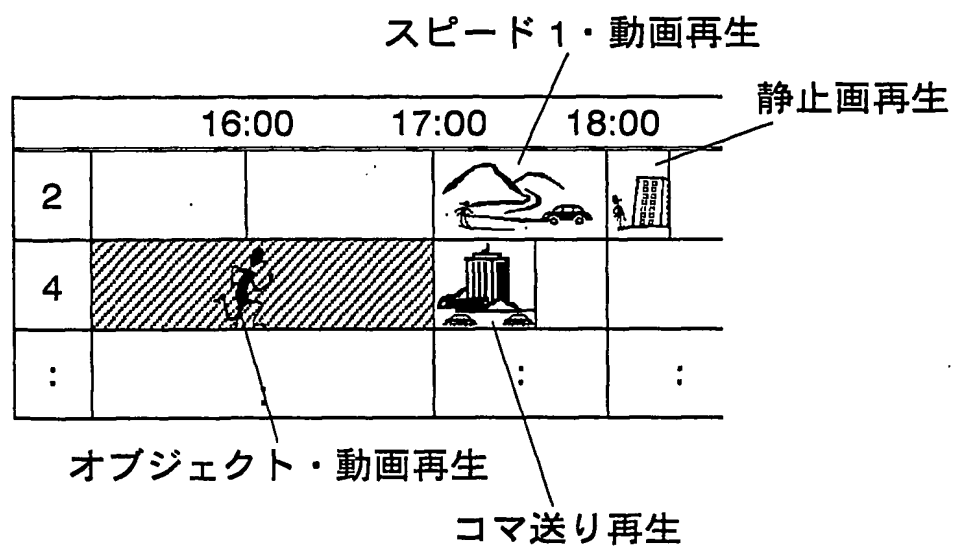 スピード1・動画再生
静止画再生
16:00 17:00 18:00
2
4
: : : :
オブジェクト・動画再生
コマ送り再生